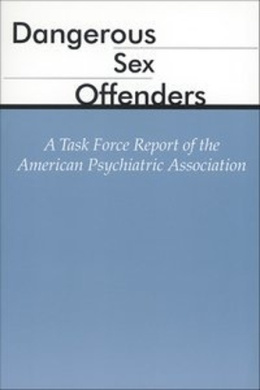 Dangerous
Sex
Offenders
A Task Force Report of the
American Psychiatric Association